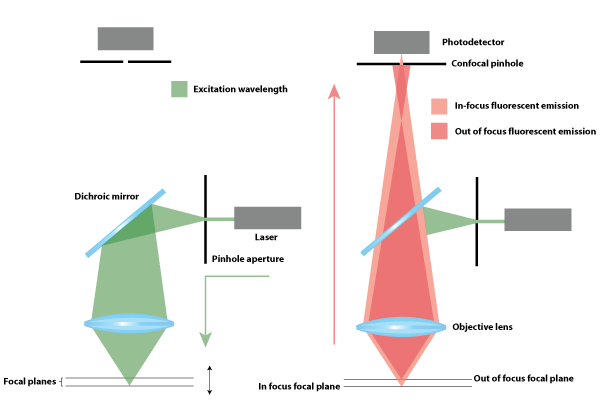 Photodetector
Confocal pinhole
Excitation wavelength
In-focus fluorescent emission
Out of focus fluorescent emission
Dichroic mirror
Laser
Pinhole aperture
Objective lens
Focal planes
In focus focal plane
Out of focus focal plane